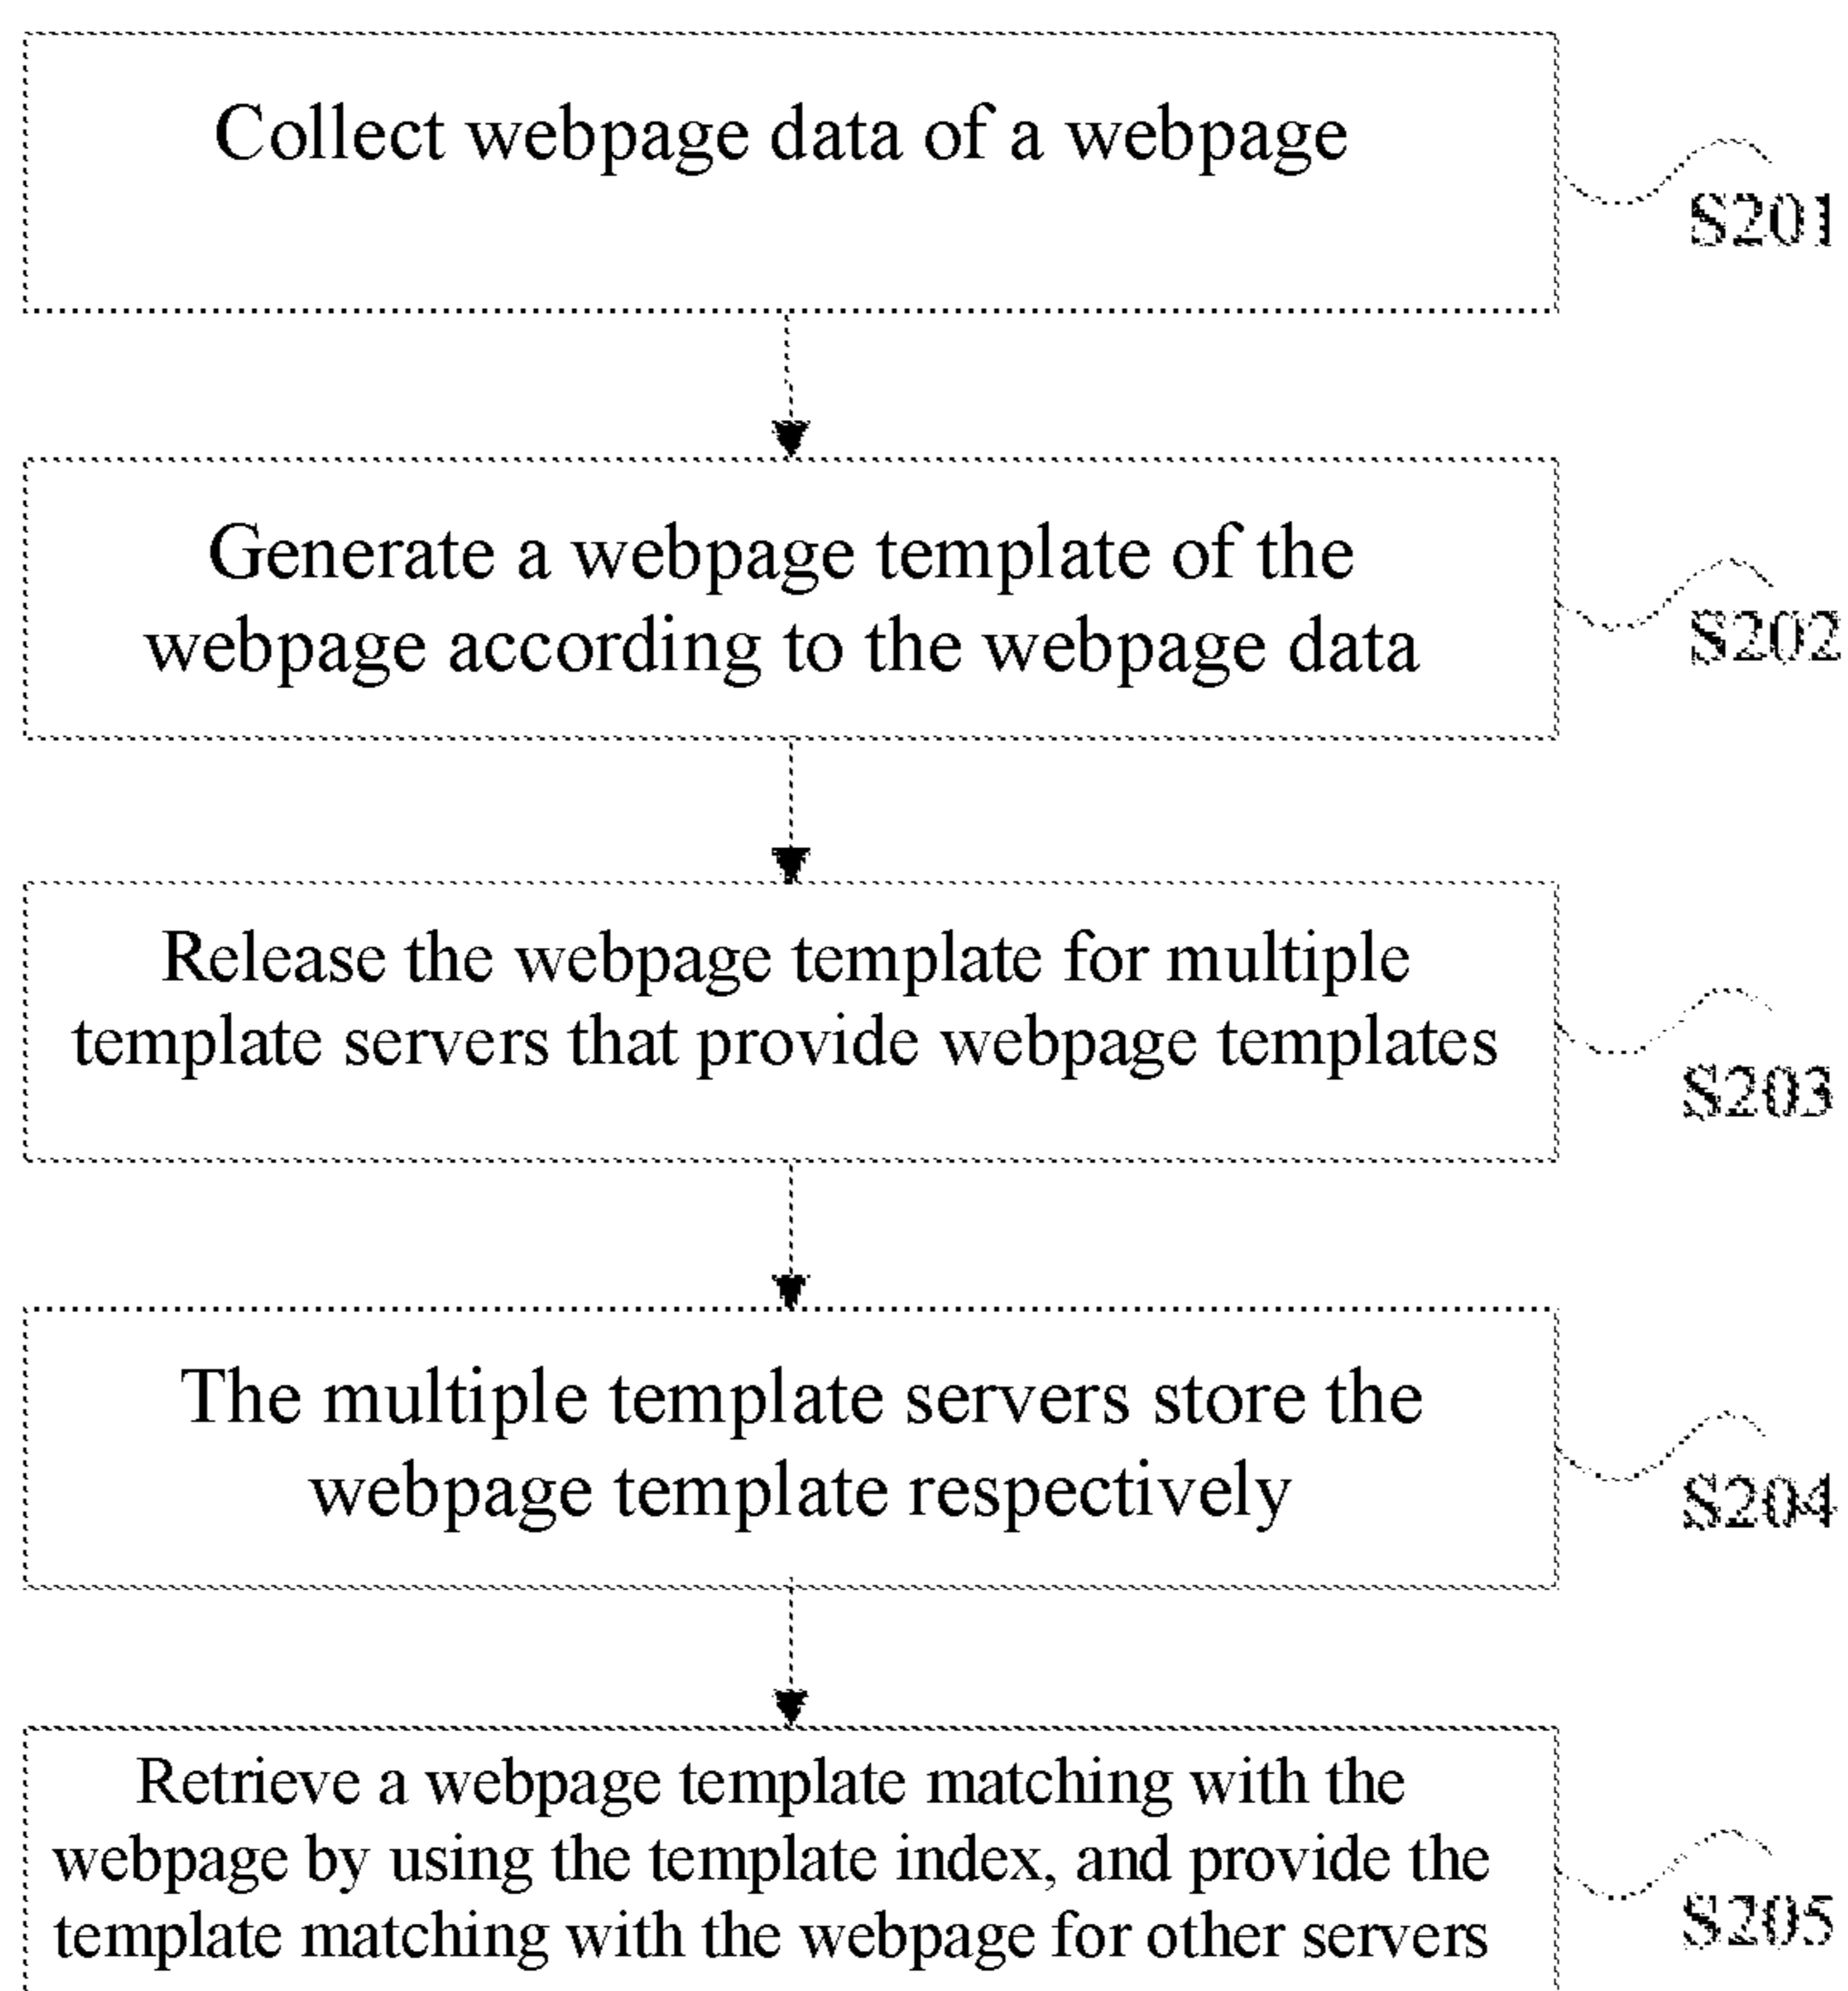 Collect webpage data of a webpage
S201
Generate a webpage template of the
webpage according to the webpage data
S202
Release the webpage template for multiple
template servers that provide webpage templates
S203
The multiple template servers store the
webpage template respectively
S204
Retrieve a webpage template matching with the
webpage by using the template index, and provide the
template matching with the webpage for other servers
S205